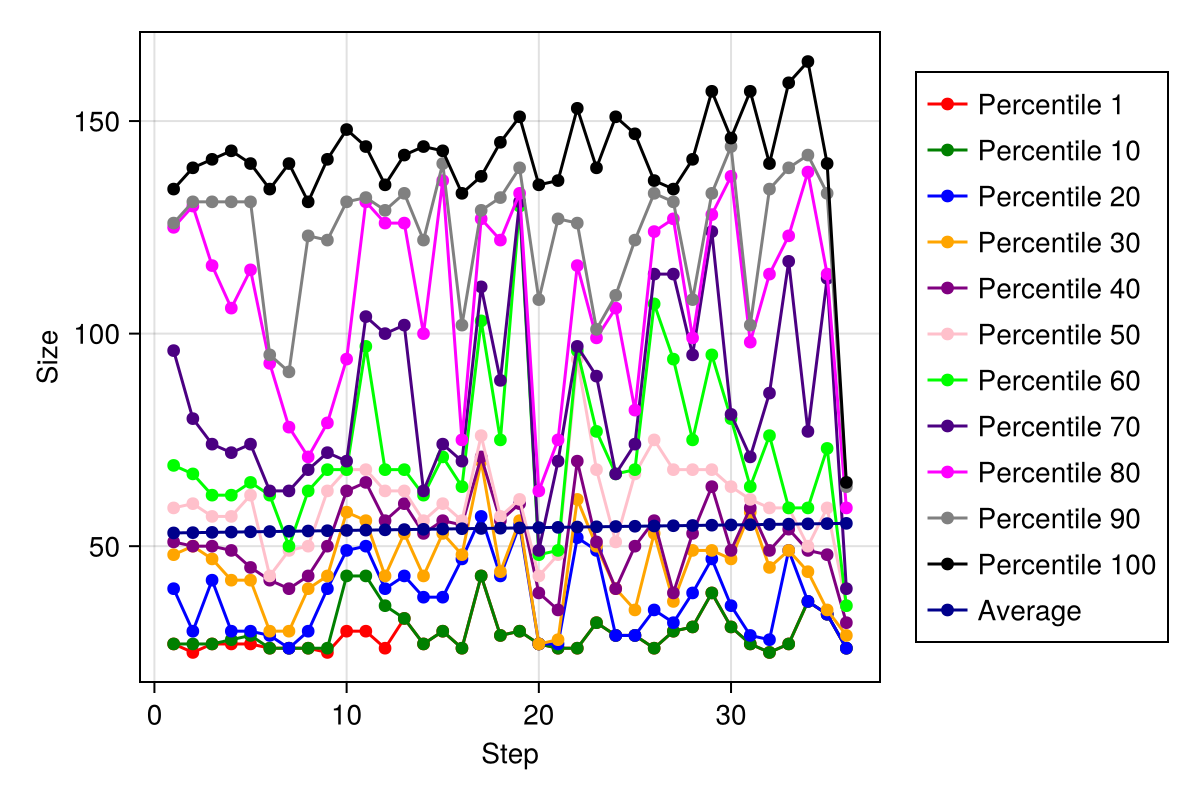 150
100
50
Size
0
10
20
30
Step
Percentile 1
Percentile 10
Percentile 20
Percentile 30
Percentile 40
Percentile 50
Percentile 60
Percentile 70
Percentile 80
Percentile 90
Percentile 100
Average